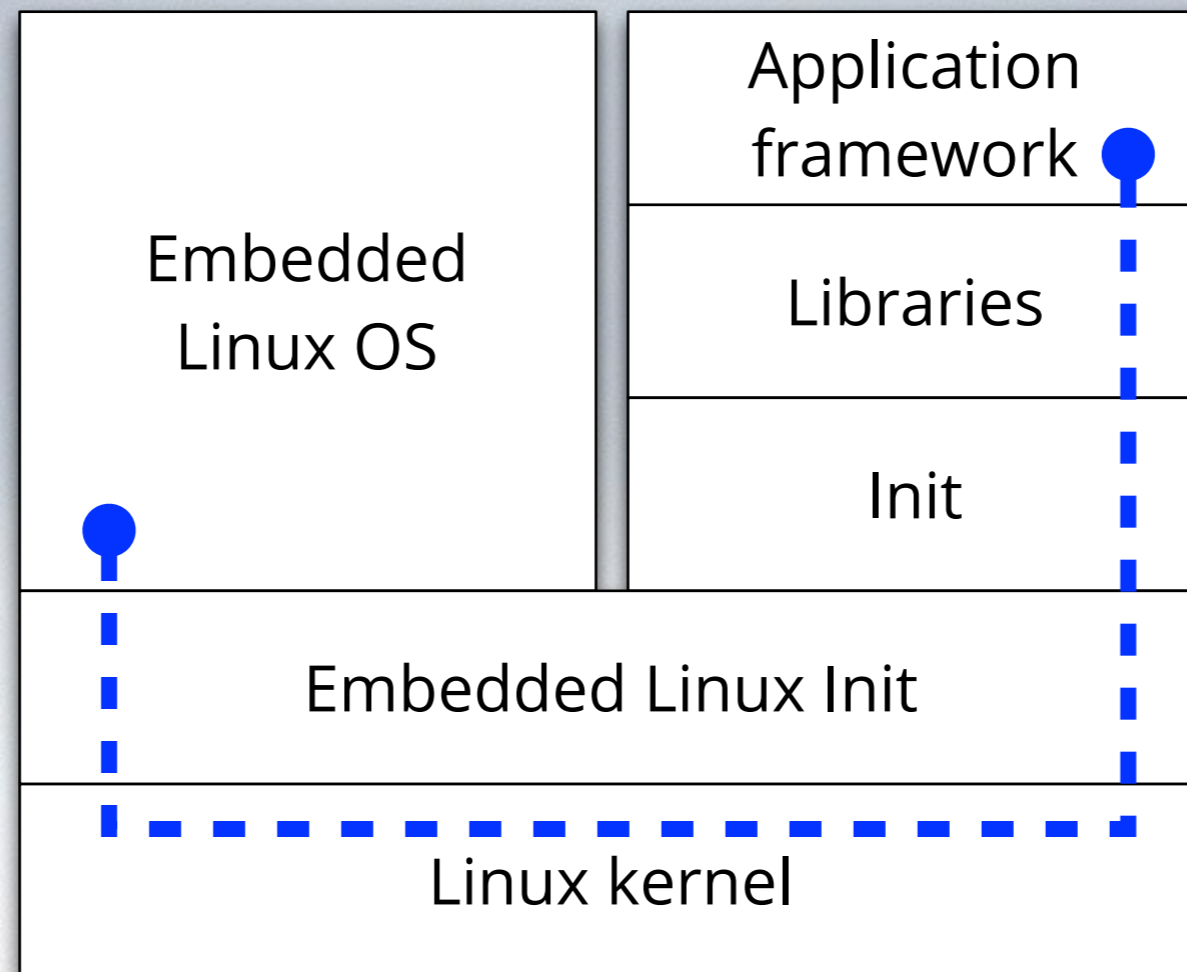 Embedded
Linux OS
Application
framework
Libraries
Init
Embedded Linux Init
Linux kernel